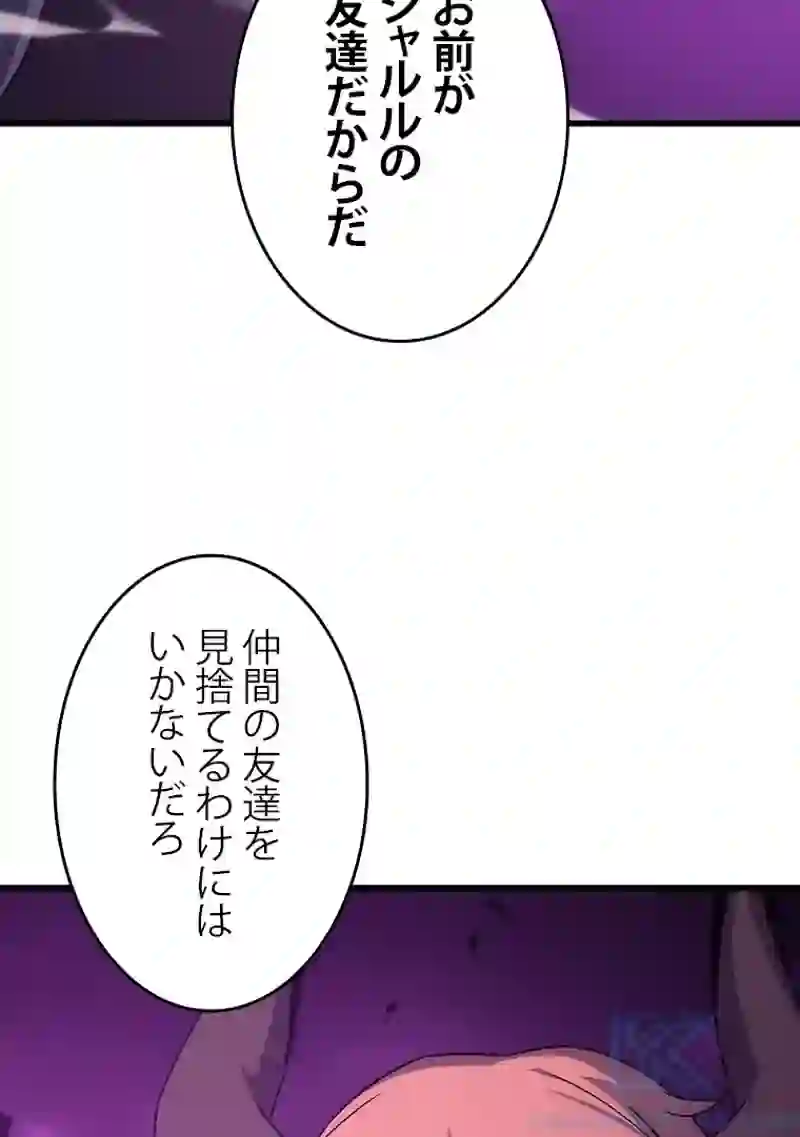 お前が
シャルルの
友達だからだ
仲間の友達を
見捨てるわけには
いかないだろ